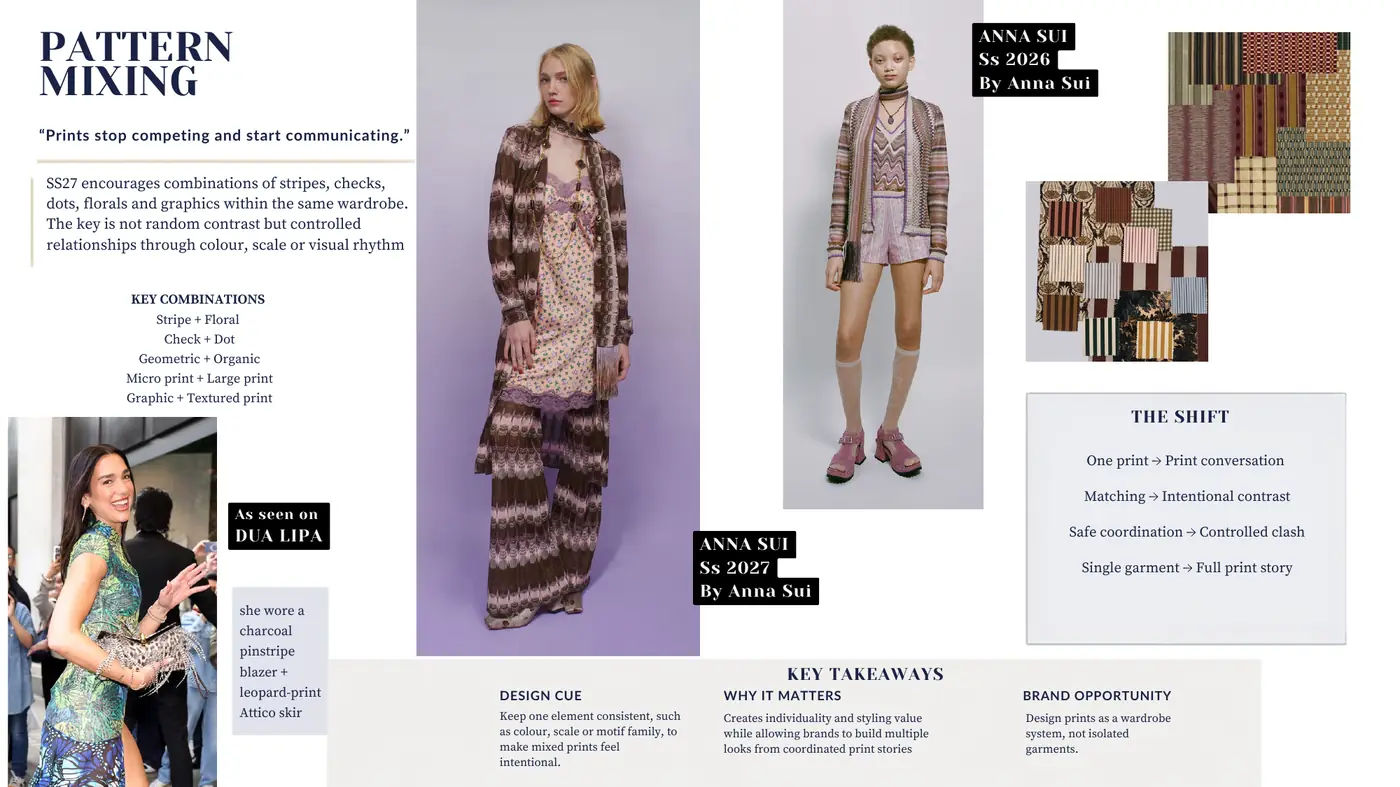 PATTERN
MIXING
“Prints stop competing and start communicating.”
SS27 encourages combinations of stripes, checks,
dots, florals and graphics within the same wardrobe.
The key is not random contrast but controlled
relationships through colour, scale or visual rhythm
KEY COMBINATIONS
Stripe + Floral
Check + Dot
Geometric + Organic
Micro print + Large print
Graphic + Textured print
As seen on
DUA LIPA
she wore a
charcoal
pinstripe
blazer +
leopard-print
Attico skir
ANNA SUI
Ss 2027
By Anna Sui
ANNA SUI
Ss 2026
By Anna Sui
THE SHIFT
One print → Print conversation
Matching → Intentional contrast
Safe coordination → Controlled clash
Single garment → Full print story
KEY TAKEAWAYS
DESIGN CUE
Keep one element consistent, such
as colour, scale or motif family, to
make mixed prints feel
intentional.
WHY IT MATTERS
Creates individuality and styling value
while allowing brands to build multiple
looks from coordinated print stories
BRAND OPPORTUNITY
Design prints as a wardrobe
system, not isolated
garments.